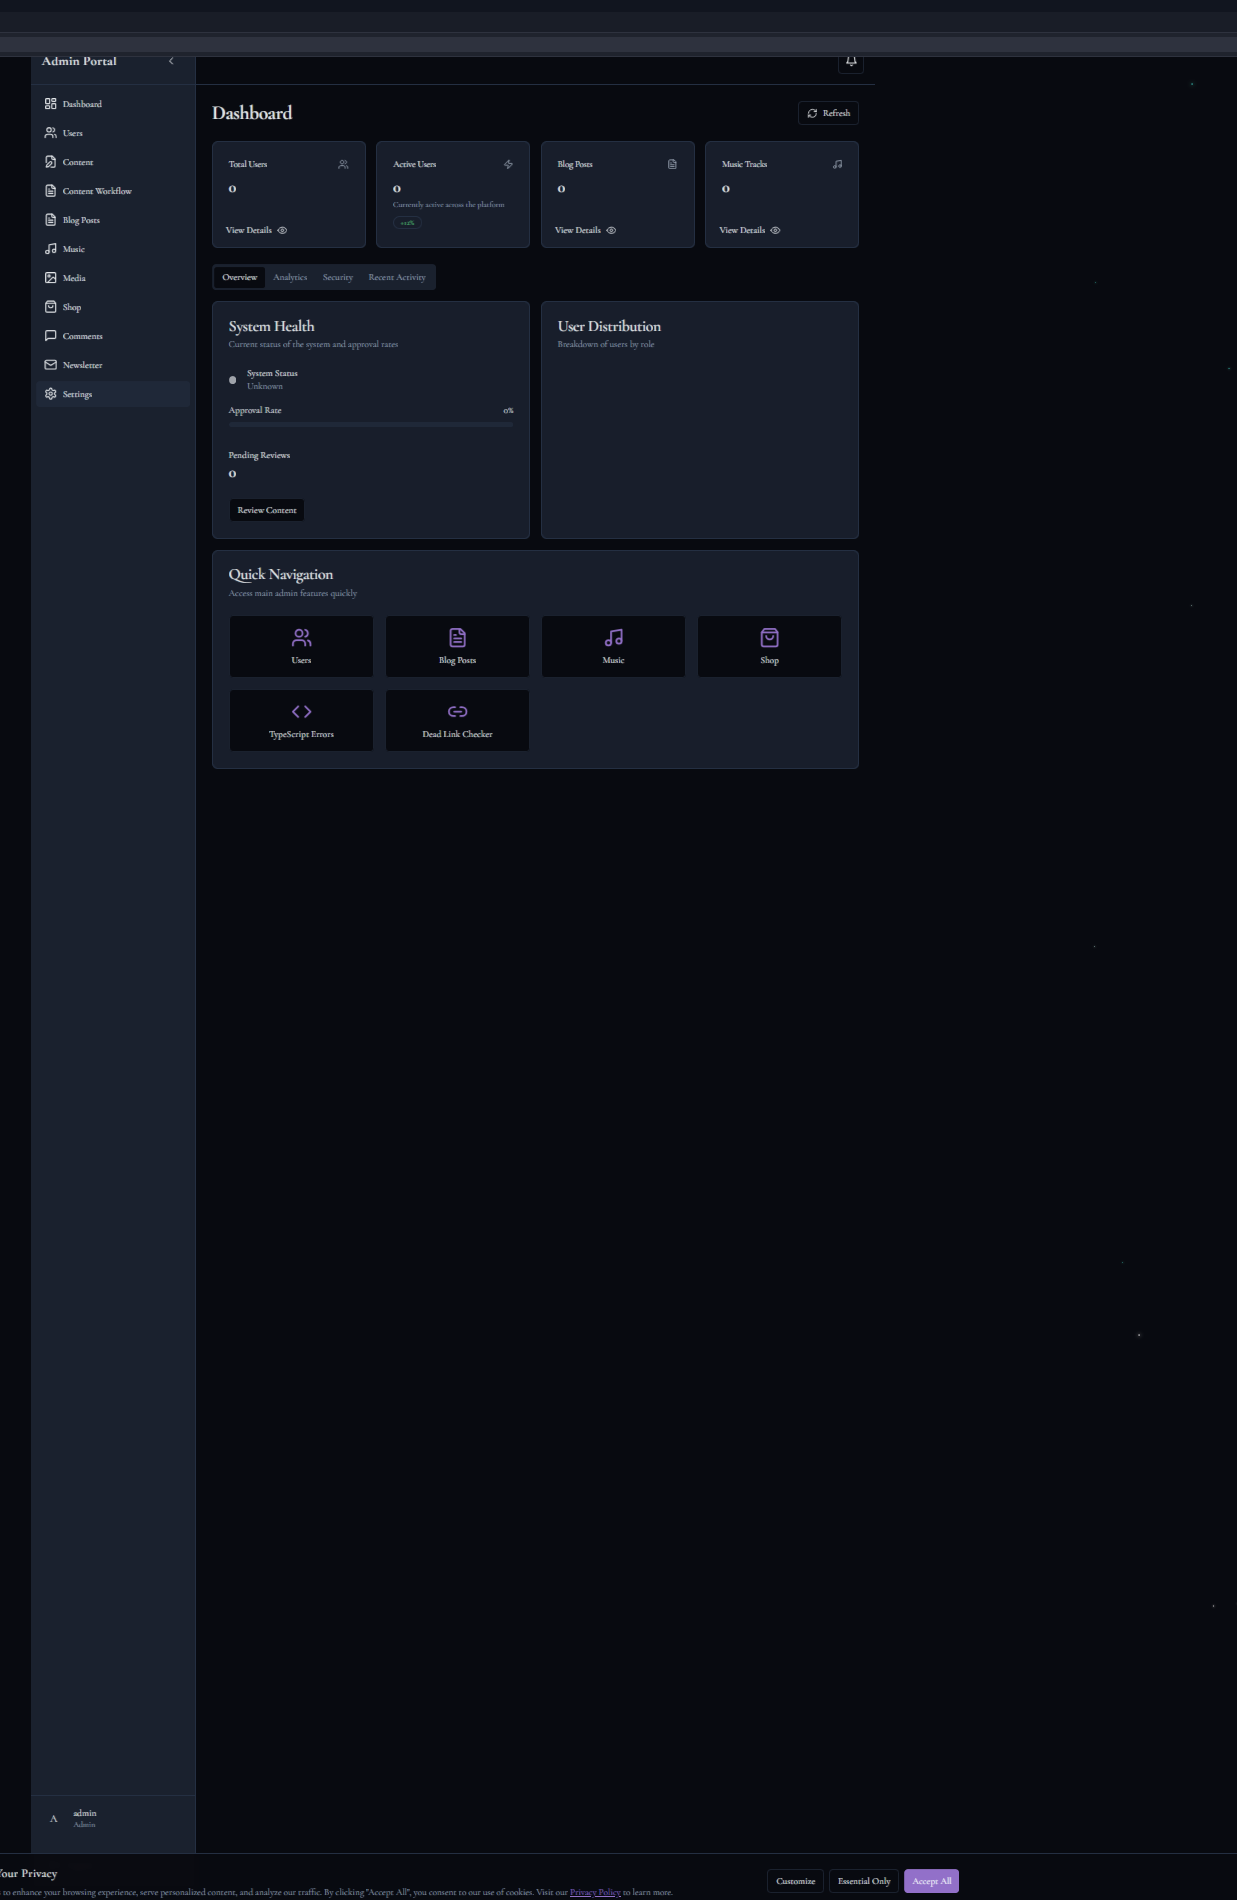 Admin Portal
Dashboard
Users
Content
Content Workflow
Blog Posts
Music
Media
Shop
Comments
Newsletter
Settings
Dashboard
Refresh
Total Users
0
View Details
Active Users
0
Currently active across the platform
+12%
Blog Posts
0
View Details
Music Tracks
0
View Details
Overview Analytics Security Recent Activity
System Health
Current status of the system and approval rates
System Status
Unknown
Approval Rate 0%
Pending Reviews
0
Review Content
User Distribution
Breakdown of users by role
Quick Navigation
Access main admin features quickly
Users
Blog Posts
Music
Shop
TypeScript Errors
Dead Link Checker
A
admin
Admin
Your Privacy
to enhance your browsing experience, serve personalized content, and analyze our traffic. By clicking "Accept All", you consent to our use of cookies. Visit our Privacy Policy to learn more.
Customize
Essential Only
Accept All